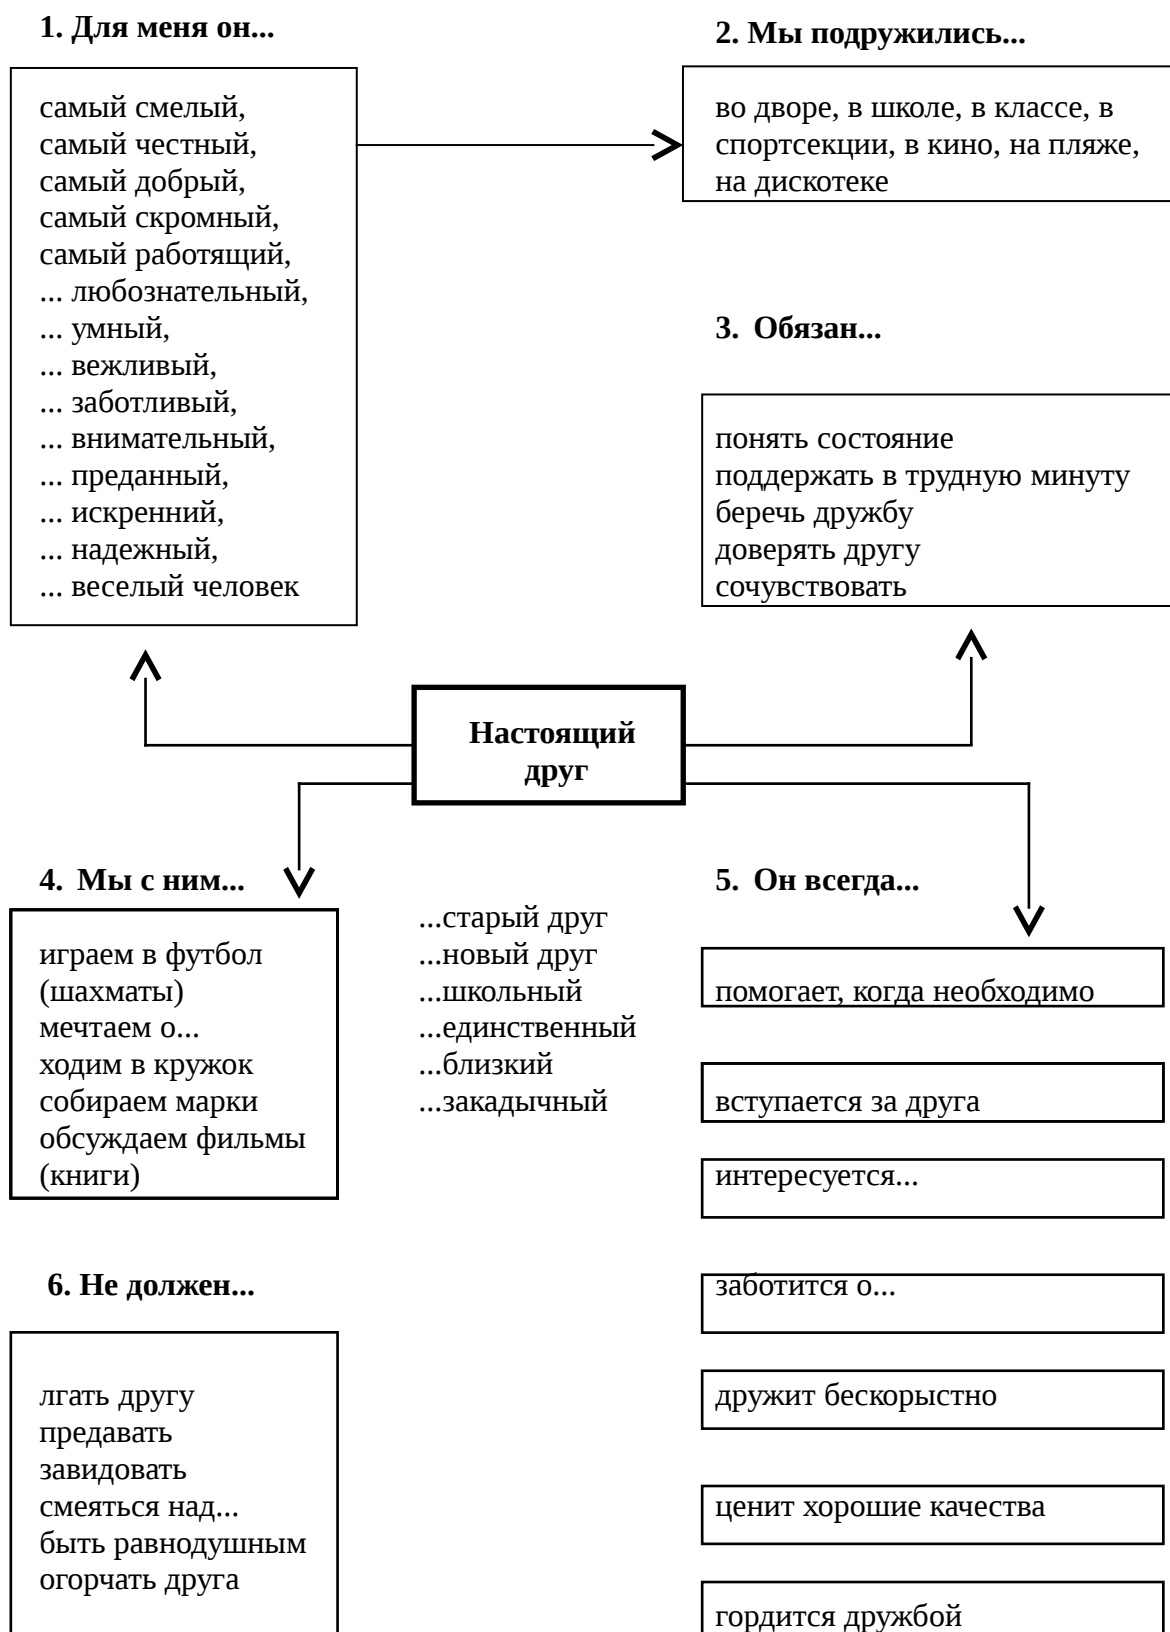 1. Для меня он...
самый смелый,
самый честный,
самый добрый,
самый скромный,
самый работящий,
... любознательный,
... умный,
... вежливый,
... заботливый,
... внимательный,
... преданный,
... искренний,
... надежный,
... веселый человек
2. Мы подружились...
во дворе, в школе, в классе, в
спортсекции, в кино, на пляже,
на дискотеке
3. Обязан...
понять состояние
поддержать в трудную минуту
беречь дружбу
доверять другу
сочувствовать
Настоящий
друг
4. Мы с ним...
играем в футбол
(шахматы)
мечтаем о...
ходим в кружок
собираем марки
обсуждаем фильмы
(книги)
...старый друг
...новый друг
...школьный
...единственный
...близкий
...закадычный
5. Он всегда...
помогает, когда необходимо
вступается за друга
интересуется...
заботится о...
дружит бескорыстно
ценит хорошие качества
гордится дружбой
6. Не должен...
лгать другу
предавать
завидовать
смеяться над...
быть равнодушным
огорчать друга